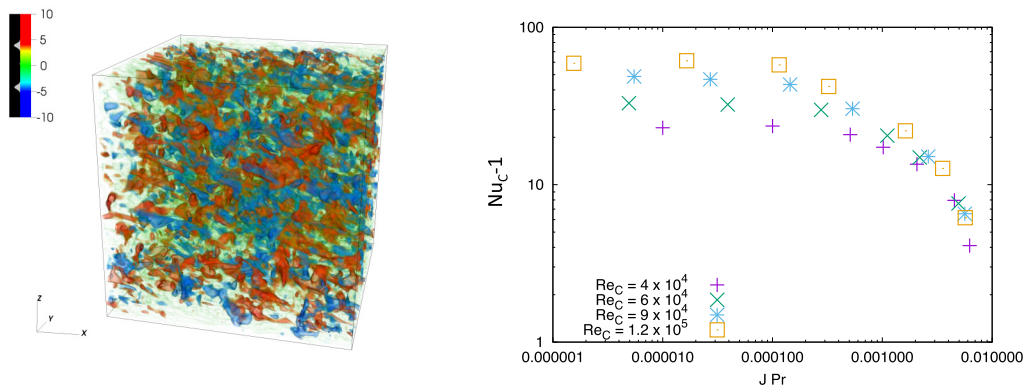 10
5
0
-5
-10
Z
Y
X
100
10
1
Nu_C-1
Re_C = 4 x 10^4
Re_C = 6 x 10^4
Re_C = 9 x 10^4
Re_C = 1.2 x 10^5
0.000001 0.000010 0.000100 0.001000 0.010000
J Pr